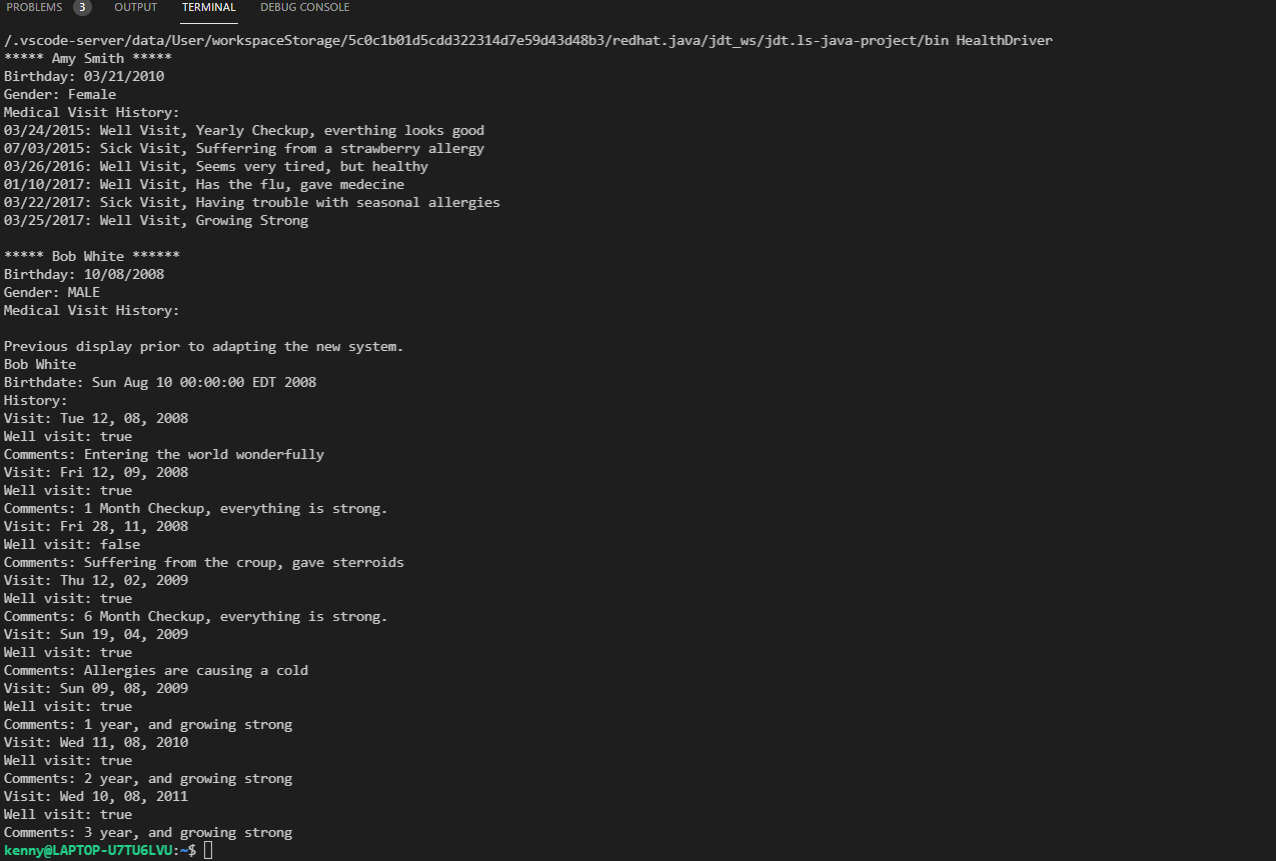 PROBLEMS 3 OUTPUT TERMINAL DEBUG CONSOLE
/.vscode-server/data/User/workspaceStorage/5c0c1b01d5cdd322314d7e59d43d48b3/redhat.java/jdt_ws/jdt.ls-java-project/bin HealthDriver
***** Amy Smith *****
Birthday: 03/21/2010
Gender: Female
Medical Visit History:
03/24/2015: Well Visit, Yearly Checkup, everthing looks good
07/03/2015: Sick Visit, Sufferring from a strawberry allergy
03/26/2016: Well Visit, Seems very tired, but healthy
01/10/2017: Well Visit, Has the flu, gave medecine
03/22/2017: Sick Visit, Having trouble with seasonal allergies
03/25/2017: Well Visit, Growing Strong
***** Bob White ******
Birthday: 10/08/2008
Gender: MALE
Medical Visit History:
Previous display prior to adapting the new system.
Bob White
Birthdate: Sun Aug 10 00:00:00 EDT 2008
History:
Visit: Tue 12, 08, 2008
Well visit: true
Comments: Entering the world wonderfully
Visit: Fri 12, 09, 2008
Well visit: true
Comments: 1 Month Checkup, everything is strong.
Visit: Fri 28, 11, 2008
Well visit: false
Comments: Suffering from the croup, gave sterroids
Visit: Thu 12, 02, 2009
Well visit: true
Comments: 6 Month Checkup, everything is strong.
Visit: Sun 19, 04, 2009
Well visit: true
Comments: Allergies are causing a cold
Visit: Sun 09, 08, 2009
Well visit: true
Comments: 1 year, and growing strong
Visit: Wed 11, 08, 2010
Well visit: true
Comments: 2 year, and growing strong
Visit: Wed 10, 08, 2011
Well visit: true
Comments: 3 year, and growing strong
kenny@LAPTOP-U7TU6LVU:~$